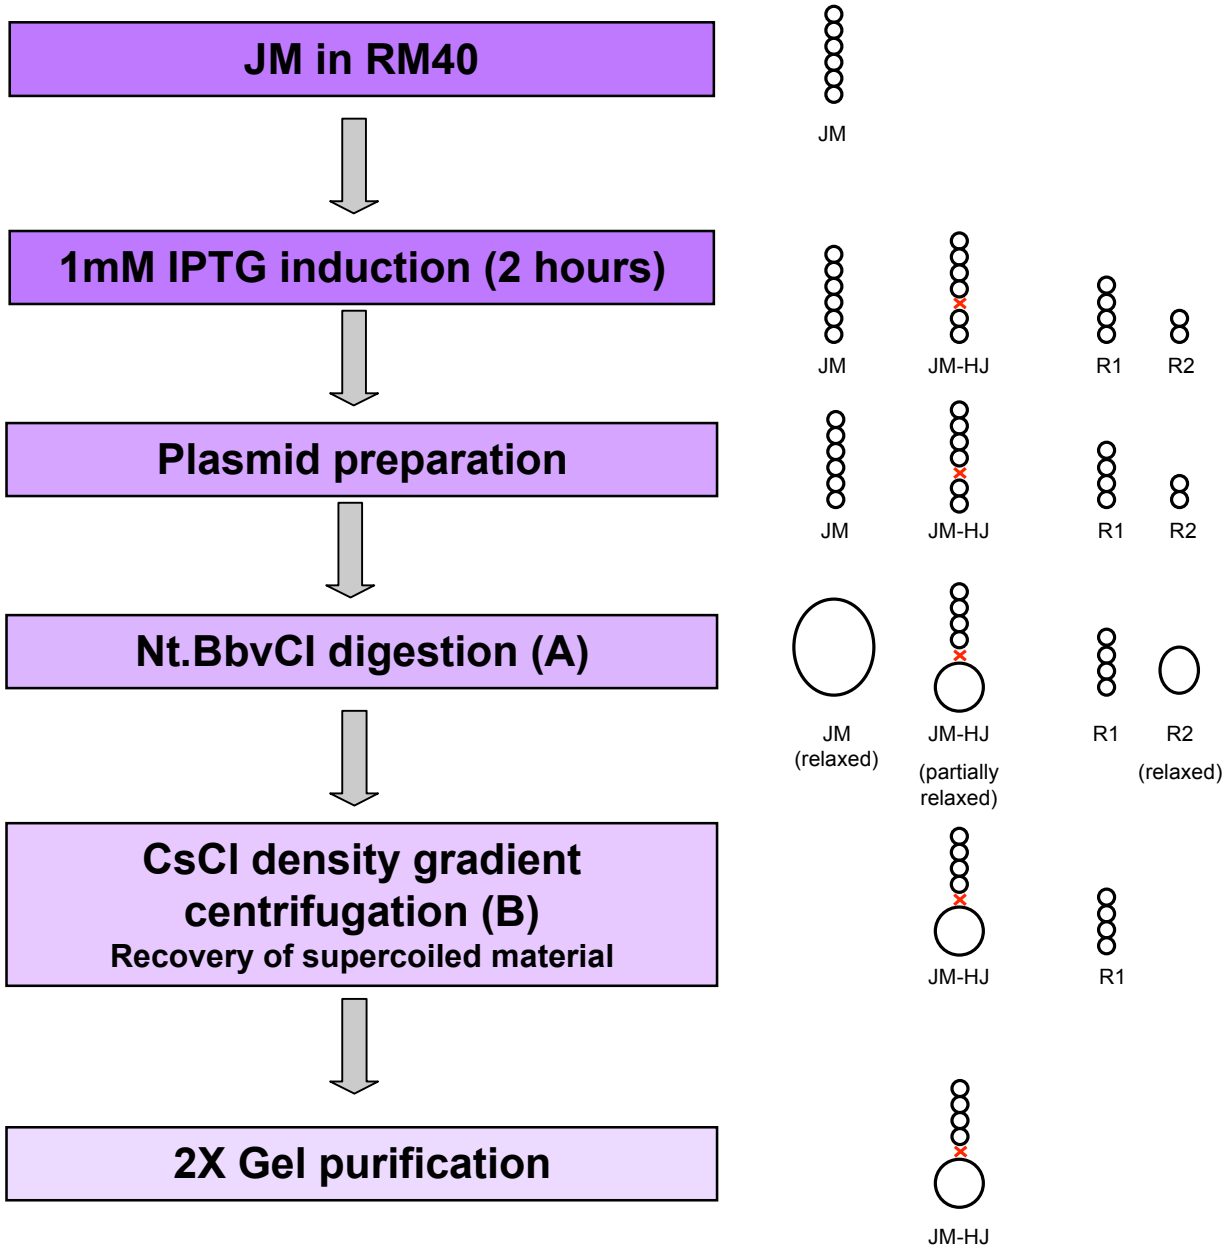 JM in RM40
JM
1mM IPTG induction (2 hours)
JM JM-HJ R1 R2
Plasmid preparation
JM JM-HJ R1 R2
Nt.BbvCI digestion (A)
JM JM-HJ R1 R2
(relaxed) (partially (relaxed)
relaxed)
CsCl density gradient
centrifugation (B)
Recovery of supercoiled material
JM-HJ R1
2X Gel purification
JM-HJ